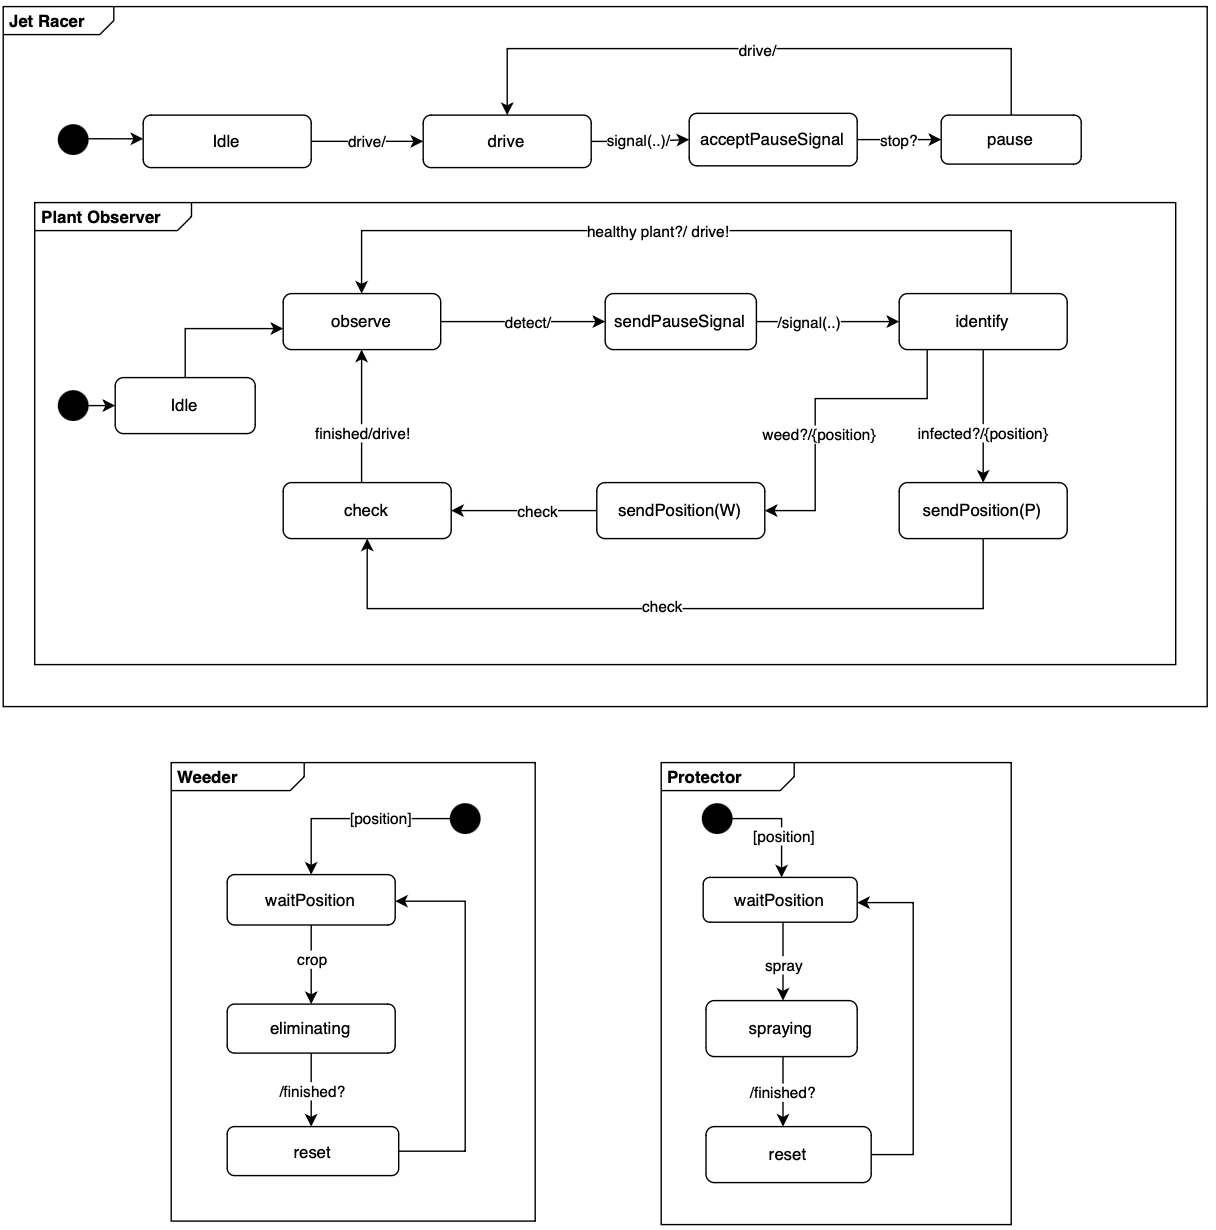 Jet Racer
drive/
Idle
drive/
drive
signal(..)/
acceptPauseSignal
stop?
pause
Plant Observer
healthy plant?/ drive!
observe
detect/
sendPauseSignal
/signal(..)
identify
Idle
finished/drive!
weed?/{position}
infected?/{position}
check
check
sendPosition(W)
sendPosition(P)
check
Weeder
[position]
waitPosition
crop
eliminating
/finished?
reset
Protector
[position]
waitPosition
spray
spraying
/finished?
reset